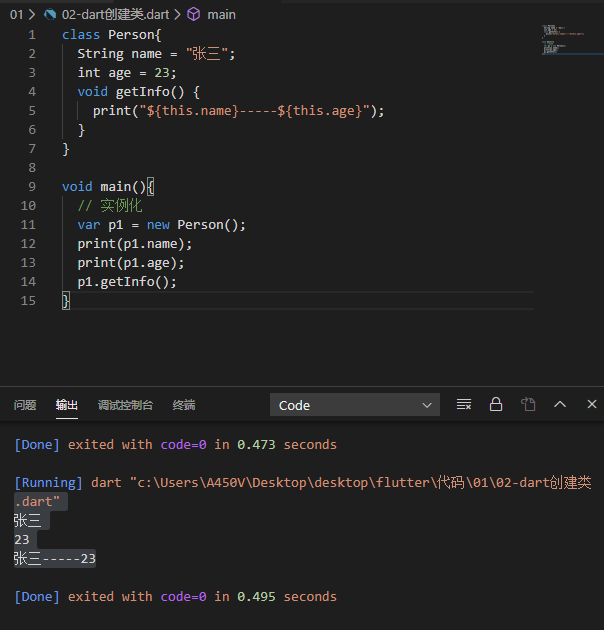 01 > 02-dart创建类.dart > main
1 class Person{
2 String name = "张三";
3 int age = 23;
4 void getInfo() {
5 print("${this.name}-----${this.age}");
6 }
7 }
8
9 void main(){
10 // 实例化
11 var p1 = new Person();
12 print(p1.name);
13 print(p1.age);
14 p1.getInfo();
15 }
问题 输出 调试控制台 终端 Code
[Done] exited with code=0 in 0.473 seconds
[Running] dart "c:\Users\A450V\Desktop\desktop\flutter\代码\01\02-dart创建类
.dart"
张三
23
张三-----23
[Done] exited with code=0 in 0.495 seconds